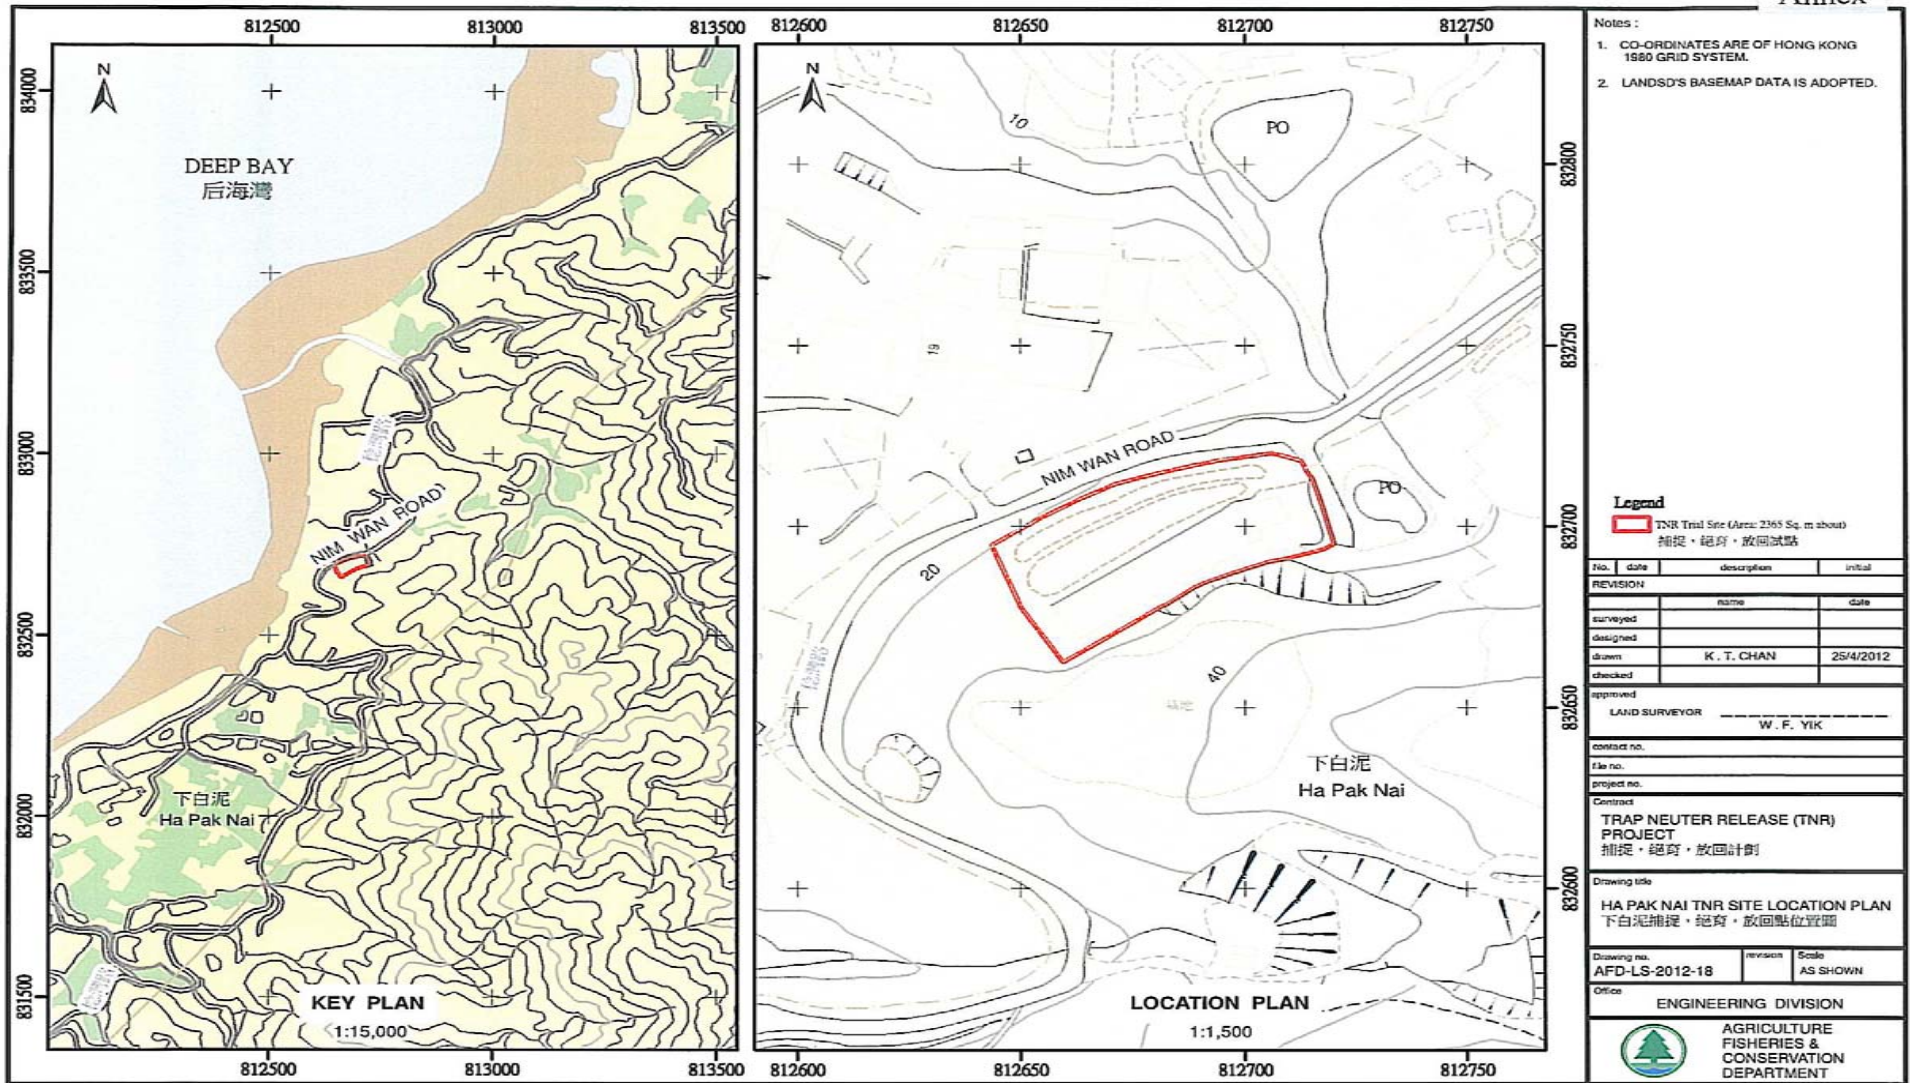 Annex
812500
813000
813500
834000
833500
833000
832500
832000
831500
N
DEEP BAY
后海灣
NIM WAN ROAD
下白泥
Ha Pak Nai
KEY PLAN
1:15,000
812500
813000
813500
812600
812650
812700
812750
N
10
PO
19
NIM WAN ROAD
PO
20
40
下白泥
Ha Pak Nai
LOCATION PLAN
1:1,500
832800
832750
832700
832650
832600
812600
812650
812700
812750
Notes :
1. CO-ORDINATES ARE OF HONG KONG
1980 GRID SYSTEM.
2. LANDSD'S BASEMAP DATA IS ADOPTED.
Legend
TNR Trial Site (Area: 2365 Sq. m about)
捕捉，絕育，放回試點
No. date description initial
REVISION
name date
surveyed
designed
drawn K . T. CHAN 25/4/2012
checked
approved
LAND SURVEYOR
W . F. YIK
contact no.
file no.
project no.
Contract
TRAP NEUTER RELEASE (TNR)
PROJECT
捕捉，絕育，放回計劃
Drawing title
HA PAK NAI TNR SITE LOCATION PLAN
下白泥捕捉，絕育，放回點位置圖
Drawing no. revision Scale
AFD-LS-2012-18 AS SHOWN
Office
ENGINEERING DIVISION
AGRICULTURE
FISHERIES &
CONSERVATION
DEPARTMENT